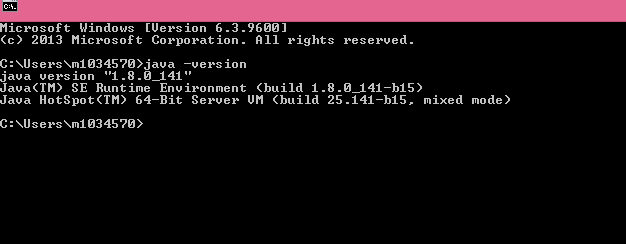 C:\.
Microsoft Windows [Version 6.3.9600]
(c) 2013 Microsoft Corporation. All rights reserved.
C:\Users\m1034570>java -version
java version "1.8.0_141"
Java(TM) SE Runtime Environment (build 1.8.0_141-b15)
Java HotSpot(TM) 64-Bit Server VM (build 25.141-b15, mixed mode)
C:\Users\m1034570>